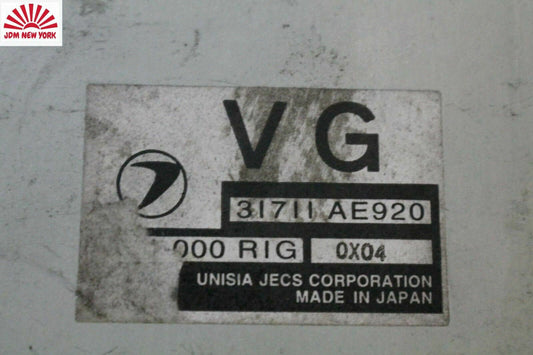 JDM NEW YORK
VG
31711 AE920
000 RIG 0X04
UNISIA JECS CORPORATION
MADE IN JAPAN